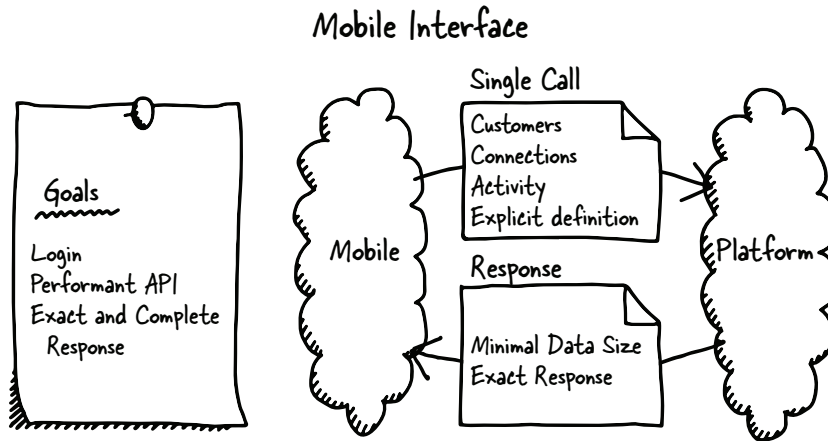 Mobile Interface
Goals
Login
Performant API
Exact and Complete
Response
Mobile
Single Call
Customers
Connections
Activity
Explicit definition
Response
Minimal Data Size
Exact Response
Platform